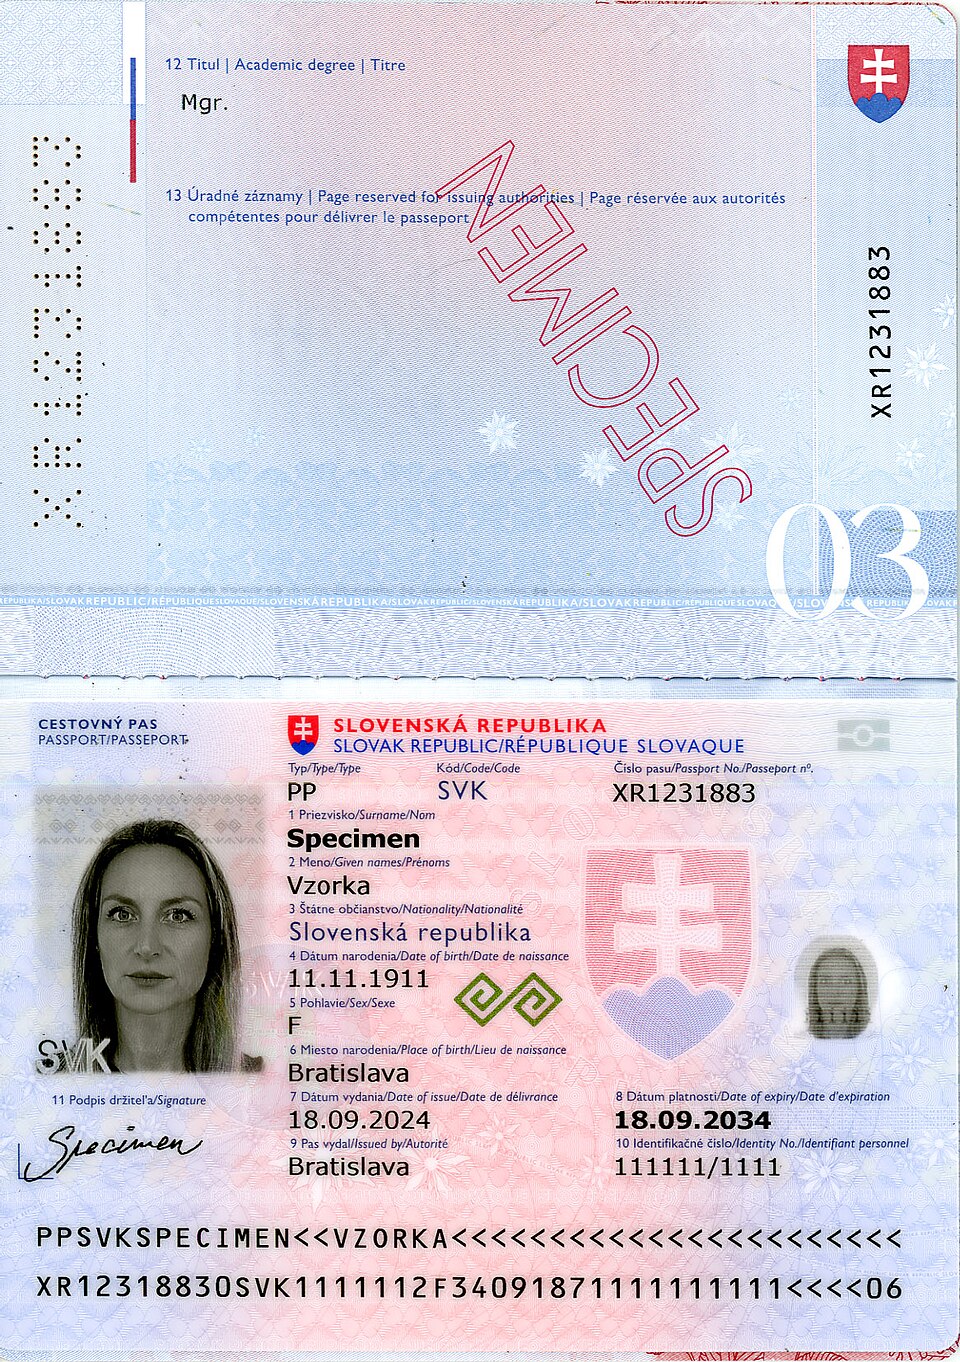 12 Titul | Academic degree | Titre
Mgr.
13 Úradné záznamy | Page reserved for issuing authorities | Page réservée aux autorités
compétentes pour délivrer le passeport
SPECIMEN
XR1231883
XR1231883
03
CESTOVNÝ PAS
PASSPORT/PASSEPORT
SLOVENSKÁ REPUBLIKA
SLOVAK REPUBLIC/RÉPUBLIQUE SLOVAQUE
Typ/Type/Type Kód/Code/Code Číslo pasu/Passport No./Passeport nº.
PP SVK XR1231883
1 Priezvisko/Surname/Nom
Specimen
2 Meno/Given names/Prénoms
Vzorka
3 Štátne občianstvo/Nationality/Nationalité
Slovenská republika
4 Dátum narodenia/Date of birth/Date de naissance
11.11.1911
5 Pohlavie/Sex/Sexe
F
6 Miesto narodenia/Place of birth/Lieu de naissance
Bratislava
7 Dátum vydania/Date of issue/Date de délivrance 8 Dátum platnosti/Date of expiry/Date d'expiration
18.09.2024 18.09.2034
9 Pas vydal/Issued by/Autorité 10 Identifikačné číslo/Identity No./Identifiant personnel
Bratislava 111111/1111
SVK
11 Podpis držiteľa/Signature
Specimen
PPSVKSPECIMEN<<VZORKA<<<<<<<<<<<<<<<<<<<<<<<
XR12318830SVK1111112F34091871111111111<<<<06